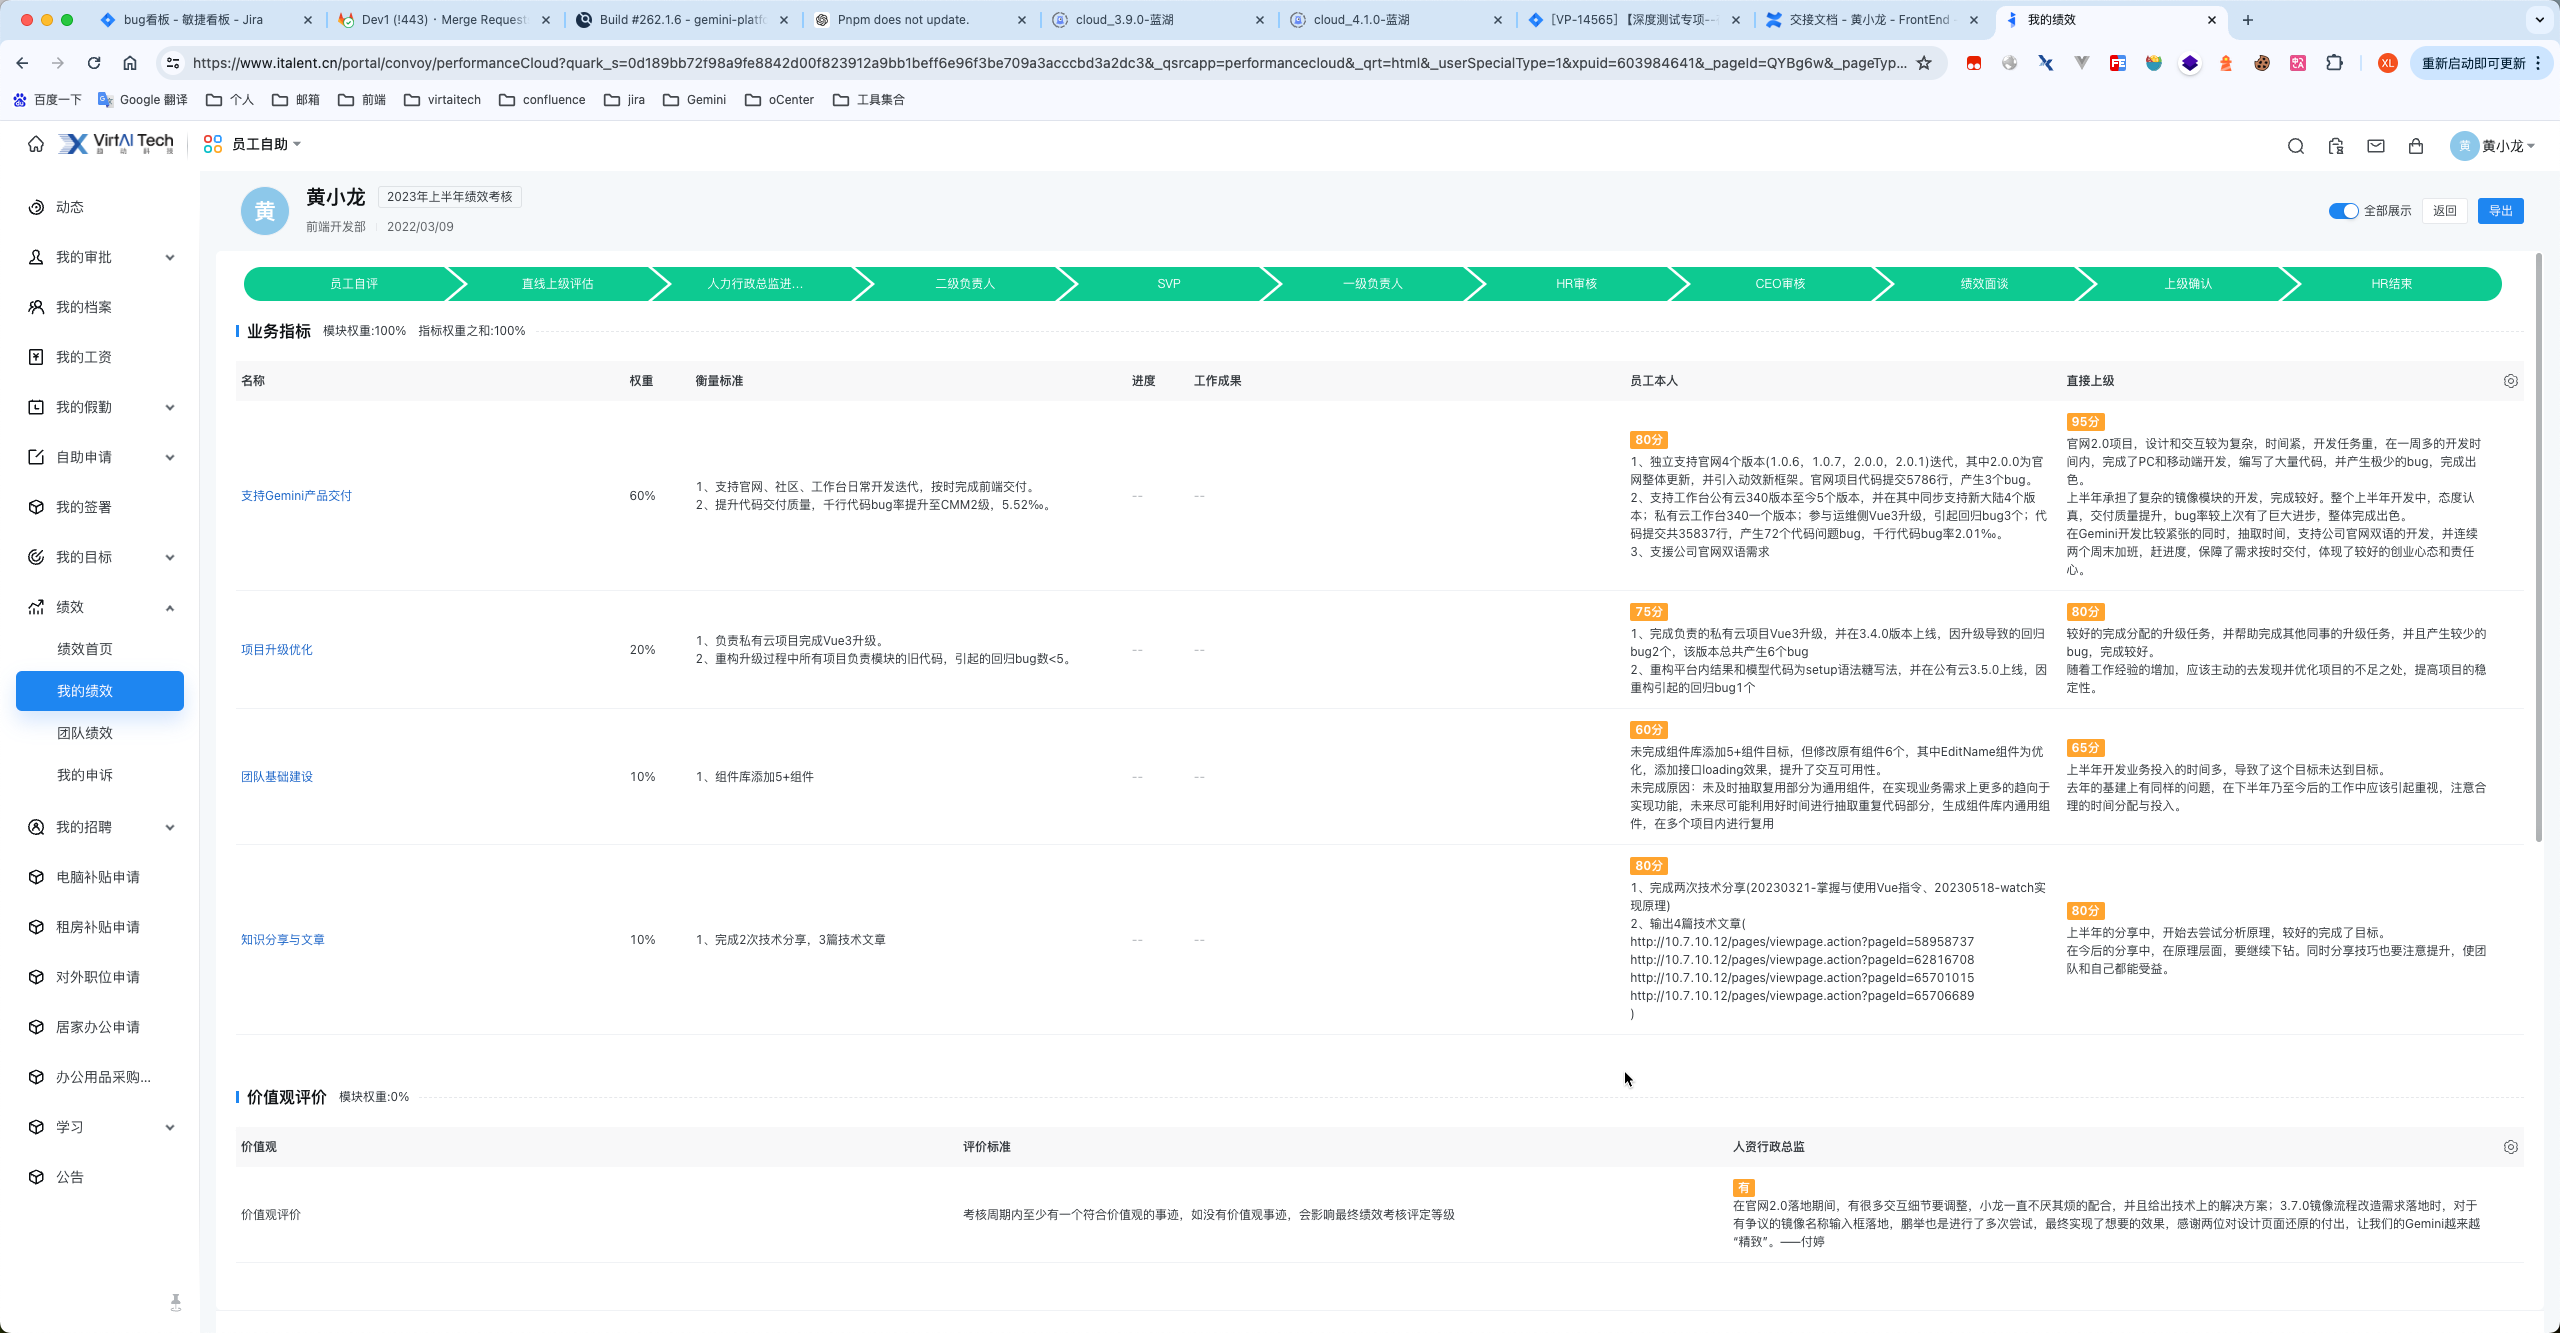 bug看板 - 敏捷看板 - Jira
Dev1 (!443) · Merge Request
Build #262.1.6 - gemini-platf
Pnpm does not update.
cloud_3.9.0-蓝湖
cloud_4.1.0-蓝湖
[VP-14565] 【深度测试专项--
交接文档 - 黄小龙 - FrontEnd
我的绩效
https://www.italent.cn/portal/convoy/performanceCloud?quark_s=0d189bb72f98a9fe8842d00f823912a9bb1beff6e96f3be709a3acccbd3a2dc3&_qsrcapp=performancecloud&_qrt=html&_userSpecialType=1&xpuid=603984641&_pageId=QYBg6w&_pageTyp...
XL
重新启动即可更新
百度一下
Google 翻译
个人
邮箱
前端
virtaitech
confluence
jira
Gemini
oCenter
工具集合
VirtAI Tech
趋动科技
员工自助
黄
黄小龙
动态
我的审批
我的档案
我的工资
我的假勤
自助申请
我的签署
我的目标
绩效
绩效首页
我的绩效
团队绩效
我的申诉
我的招聘
电脑补贴申请
租房补贴申请
对外职位申请
居家办公申请
办公用品采购...
学习
公告
黄
黄小龙
2023年上半年绩效考核
前端开发部
2022/03/09
全部展示
返回
导出
员工自评
直线上级评估
人力行政总监进...
二级负责人
SVP
一级负责人
HR审核
CEO审核
绩效面谈
上级确认
HR结束
业务指标 模块权重:100% 指标权重之和:100%
名称
权重
衡量标准
进度
工作成果
员工本人
直接上级
支持Gemini产品交付
60%
1、支持官网、社区、工作台日常开发迭代，按时完成前端交付。
2、提升代码交付质量，千行代码bug率提升至CMM2级，5.52‰。
--
--
80分
1、独立支持官网4个版本(1.0.6，1.0.7，2.0.0，2.0.1)迭代，其中2.0.0为官
网整体更新，并引入动效新框架。官网项目代码提交5786行，产生3个bug。
2、支持工作台公有云340版本至今5个版本，并在其中同步支持新大陆4个版
本；私有云工作台340一个版本；参与运维侧Vue3升级，引起回归bug3个；代
码提交共35837行，产生72个代码问题bug，千行代码bug率2.01‰。
3、支援公司官网双语需求
95分
官网2.0项目，设计和交互较为复杂，时间紧，开发任务重，在一周多的开发时
间内，完成了PC和移动端开发，编写了大量代码，并产生极少的bug，完成出
色。
上半年承担了复杂的镜像模块的开发，完成较好。整个上半年开发中，态度认
真，交付质量提升，bug率较上次有了巨大进步，整体完成出色。
在Gemini开发比较紧张的同时，抽取时间，支持公司官网双语的开发，并连续
两个周末加班，赶进度，保障了需求按时交付，体现了较好的创业心态和责任
心。
项目升级优化
20%
1、负责私有云项目完成Vue3升级。
2、重构升级过程中所有项目负责模块的旧代码，引起的回归bug数<5。
--
--
75分
1、完成负责的私有云项目Vue3升级，并在3.4.0版本上线，因升级导致的回归
bug2个，该版本总共产生6个bug
2、重构平台内结果和模型代码为setup语法糖写法，并在公有云3.5.0上线，因
重构引起的回归bug1个
80分
较好的完成分配的升级任务，并帮助完成其他同事的升级任务，并且产生较少的
bug，完成较好。
随着工作经验的增加，应该主动的去发现并优化项目的不足之处，提高项目的稳
定性。
团队基础建设
10%
1、组件库添加5+组件
--
--
60分
未完成组件库添加5+组件目标，但修改原有组件6个，其中EditName组件为优
化，添加接口loading效果，提升了交互可用性。
未完成原因：未及时抽取复用部分为通用组件，在实现业务需求上更多的趋向于
实现功能，未来尽可能利用好时间进行抽取重复代码部分，生成组件库内通用组
件，在多个项目内进行复用
65分
上半年开发业务投入的时间多，导致了这个目标未达到目标。
去年的基建上有同样的问题，在下半年乃至今后的工作中应该引起重视，注意合
理的时间分配与投入。
知识分享与文章
10%
1、完成2次技术分享，3篇技术文章
--
--
80分
1、完成两次技术分享(20230321-掌握与使用Vue指令、20230518-watch实
现原理)
2、输出4篇技术文章(
http://10.7.10.12/pages/viewpage.action?pageId=58958737
http://10.7.10.12/pages/viewpage.action?pageId=62816708
http://10.7.10.12/pages/viewpage.action?pageId=65701015
http://10.7.10.12/pages/viewpage.action?pageId=65706689
)
80分
上半年的分享中，开始去尝试分析原理，较好的完成了目标。
在今后的分享中，在原理层面，要继续下钻。同时分享技巧也要注意提升，使团
队和自己都能受益。
价值观评价 模块权重:0%
价值观
评价标准
人资行政总监
价值观评价
考核周期内至少有一个符合价值观的事迹，如没有价值观事迹，会影响最终绩效考核评定等级
有
在官网2.0落地期间，有很多交互细节要调整，小龙一直不厌其烦的配合，并且给出技术上的解决方案；3.7.0镜像流程改造需求落地时，对于
有争议的镜像名称输入框落地，鹏举也是进行了多次尝试，最终实现了想要的效果，感谢两位对设计页面还原的付出，让我们的Gemini越来越
“精致”。——付婷